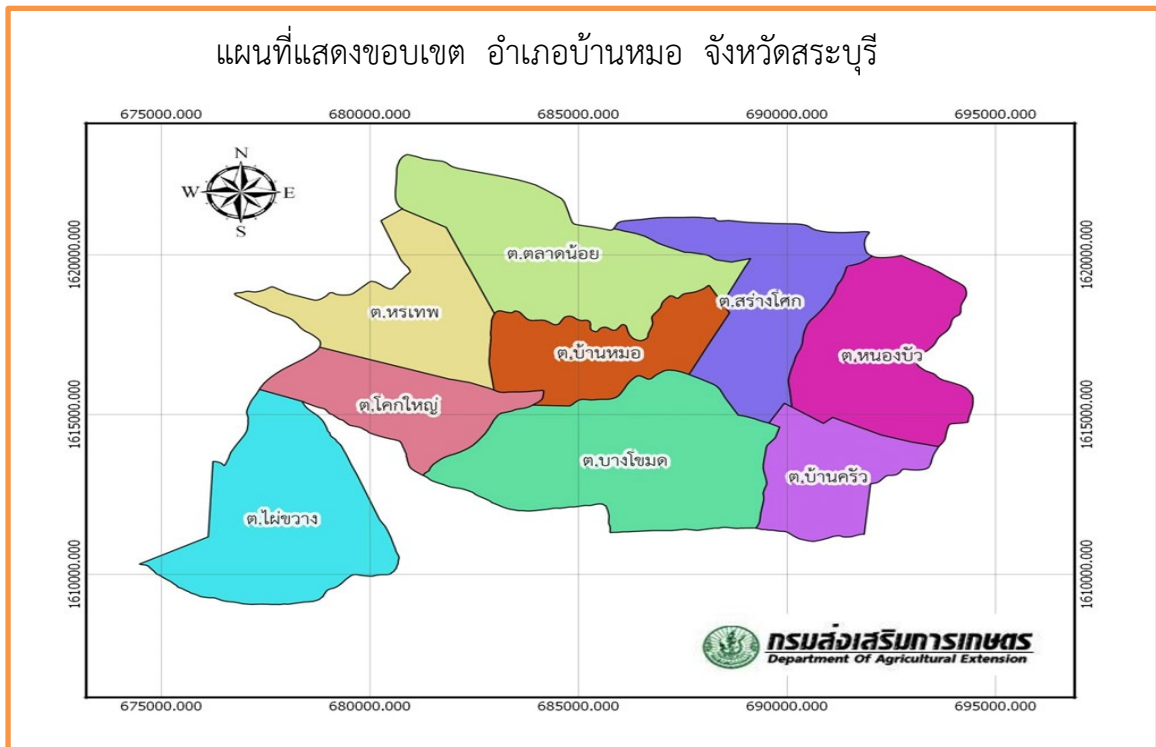 แผนที่แสดงขอบเขต อำเภอบ้านหมอ จังหวัดสระบุรี
675000.000 680000.000 685000.000 690000.000 695000.000
N
W E
S
1620000.000
1620000.000
ต.ตลาดน้อย
ต.สร่างโศก
ต.หรเทพ
ต.บ้านหมอ
ต.หนองบัว
ต.โคกใหญ่
1615000.000
1615000.000
ต.บางโขมด
ต.บ้านครัว
ต.ไผ่ขวาง
1610000.000
1610000.000
กรมส่งเสริมการเกษตร
Department Of Agricultural Extension
675000.000 680000.000 685000.000 690000.000 695000.000